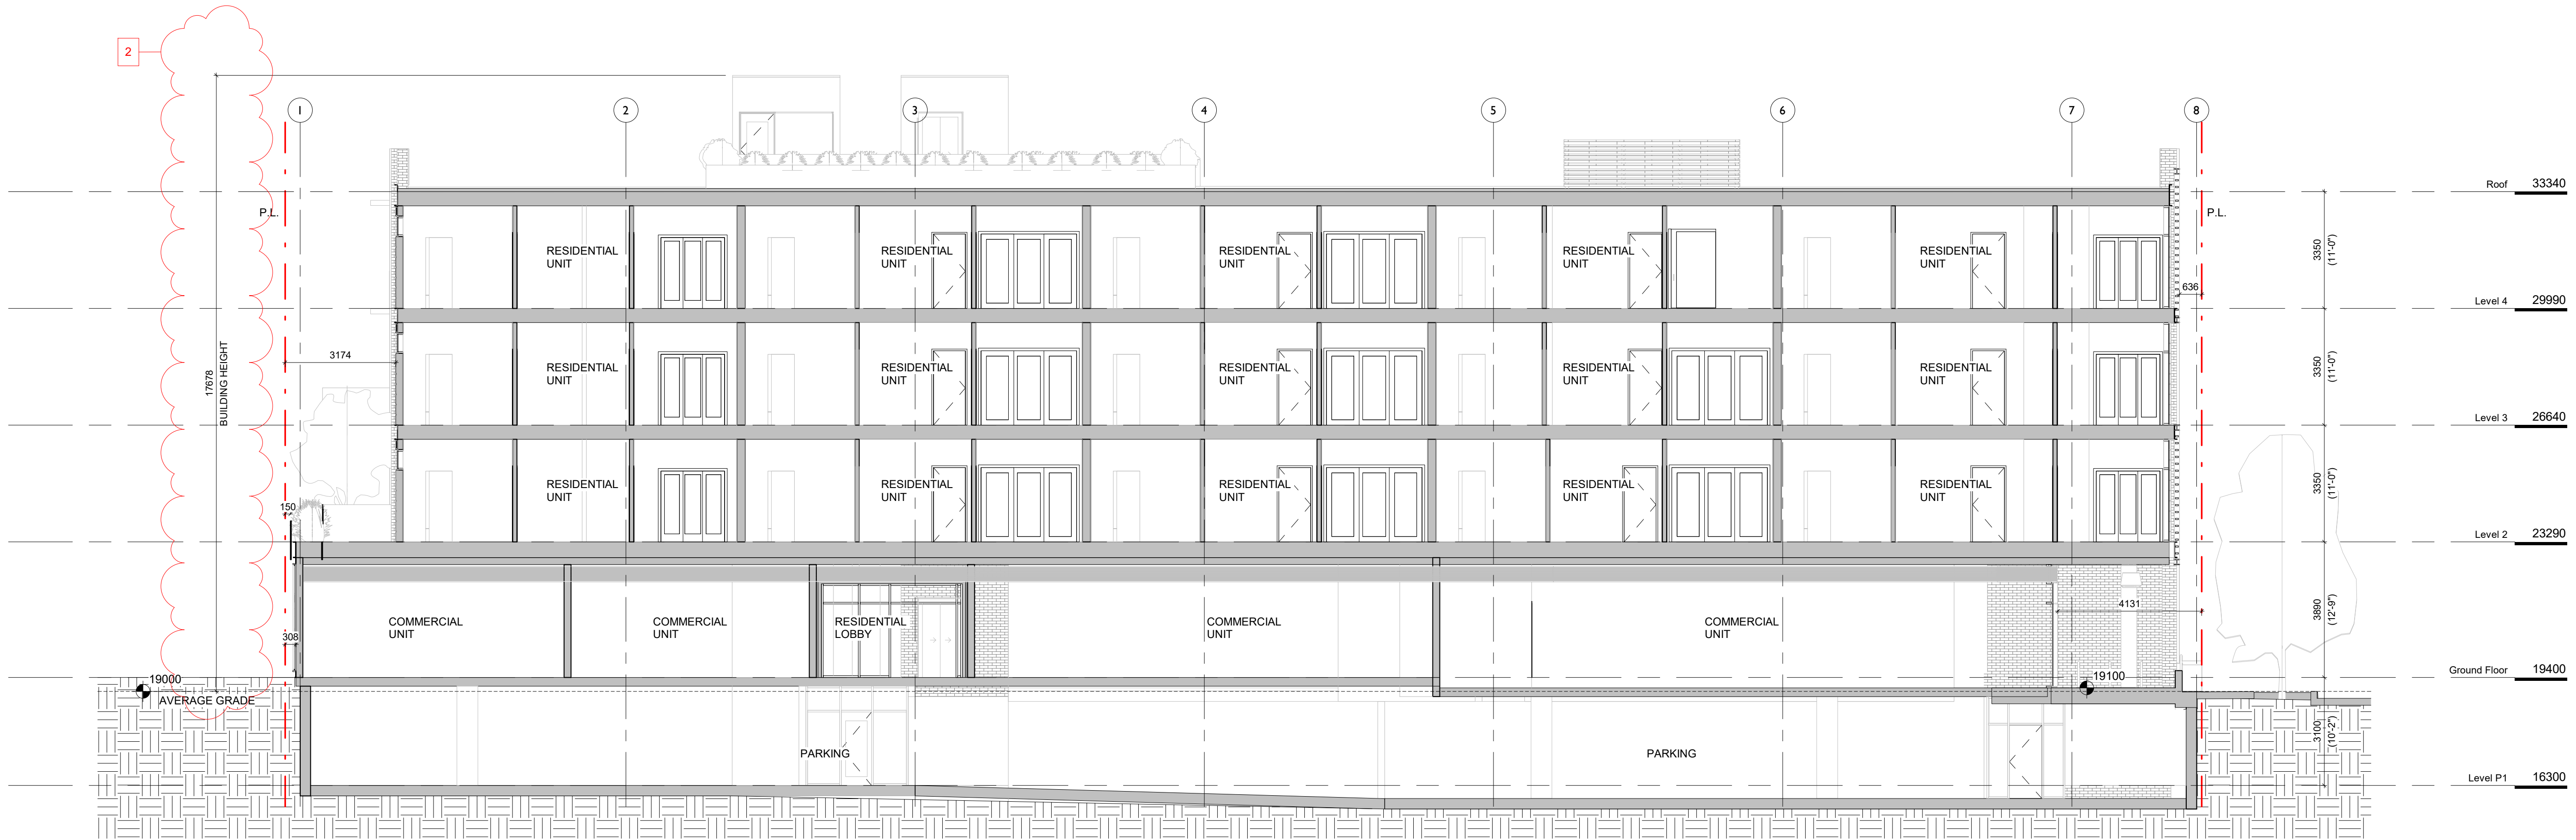 2
1
2
3
4
5
6
7
8
Roof 33340
P.L.
P.L.
RESIDENTIAL
UNIT
RESIDENTIAL
UNIT
RESIDENTIAL
UNIT
RESIDENTIAL
UNIT
RESIDENTIAL
UNIT
3350
(11'-0")
636
Level 4 29990
3174
17678
BUILDING HEIGHT
RESIDENTIAL
UNIT
RESIDENTIAL
UNIT
RESIDENTIAL
UNIT
RESIDENTIAL
UNIT
RESIDENTIAL
UNIT
3350
(11'-0")
Level 3 26640
RESIDENTIAL
UNIT
RESIDENTIAL
UNIT
RESIDENTIAL
UNIT
RESIDENTIAL
UNIT
RESIDENTIAL
UNIT
3350
(11'-0")
150
Level 2 23290
COMMERCIAL
UNIT
COMMERCIAL
UNIT
RESIDENTIAL
LOBBY
COMMERCIAL
UNIT
COMMERCIAL
UNIT
4131
3890
(12'-9")
308
Ground Floor 19400
19000
AVERAGE GRADE
19100
PARKING
PARKING
3100
(10'-2")
Level P1 16300